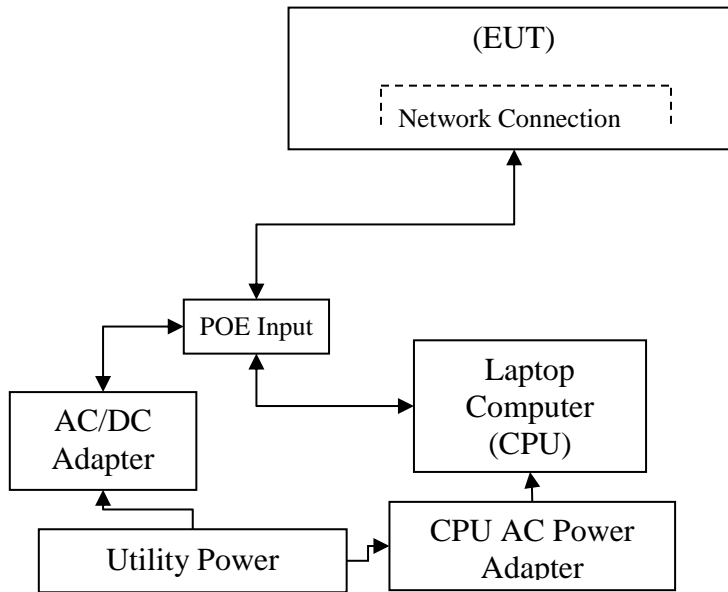 (EUT)
Network Connection
POE Input
Laptop
Computer
(CPU)
AC/DC
Adapter
Utility Power
CPU AC Power
Adapter